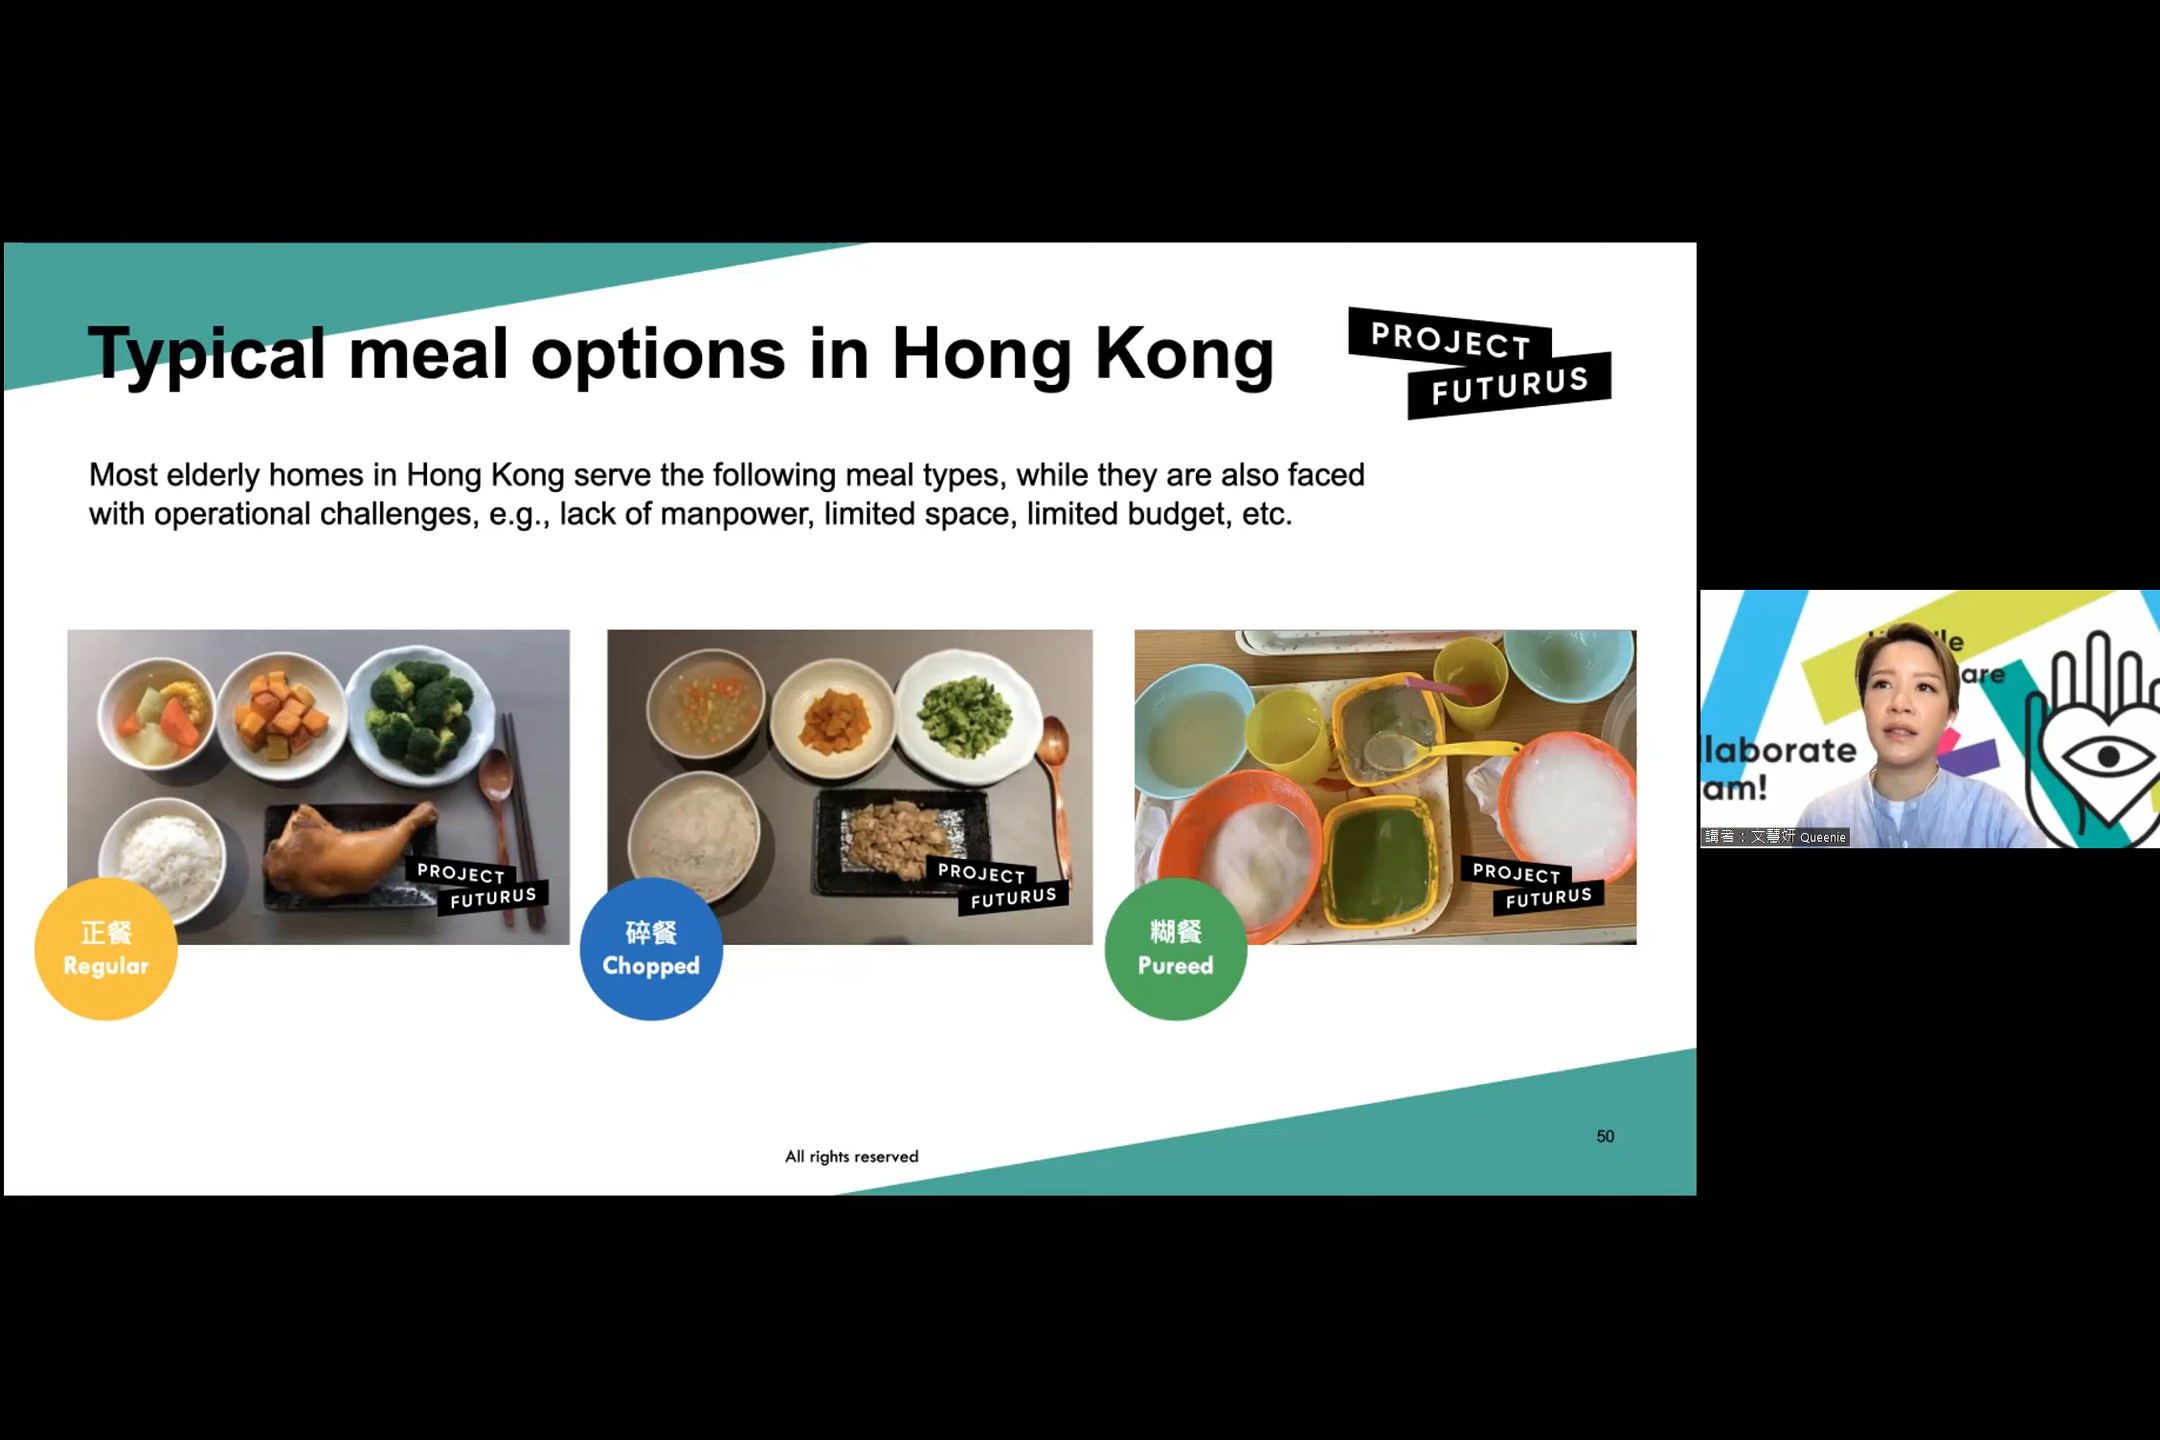 Typical meal options in Hong Kong
PROJECT
FUTURUS
Most elderly homes in Hong Kong serve the following meal types, while they are also faced
with operational challenges, e.g., lack of manpower, limited space, limited budget, etc.
PROJECT
FUTURUS
正餐
Regular
PROJECT
FUTURUS
碎餐
Chopped
PROJECT
FUTURUS
糊餐
Pureed
All rights reserved
50
llaborate
am!
are
講者：文慧妍 Queenie